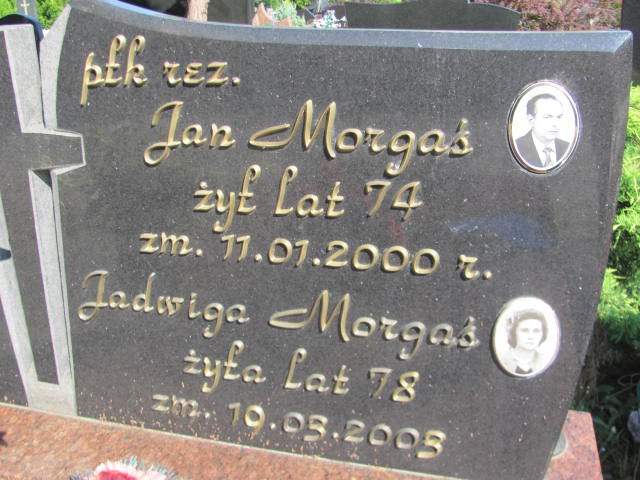 płk rez.
Jan Morgaś
żył lat 74
zm. 11.01.2000 r.
Jadwiga Morgaś
żyła lat 78
zm. 19.03.2003